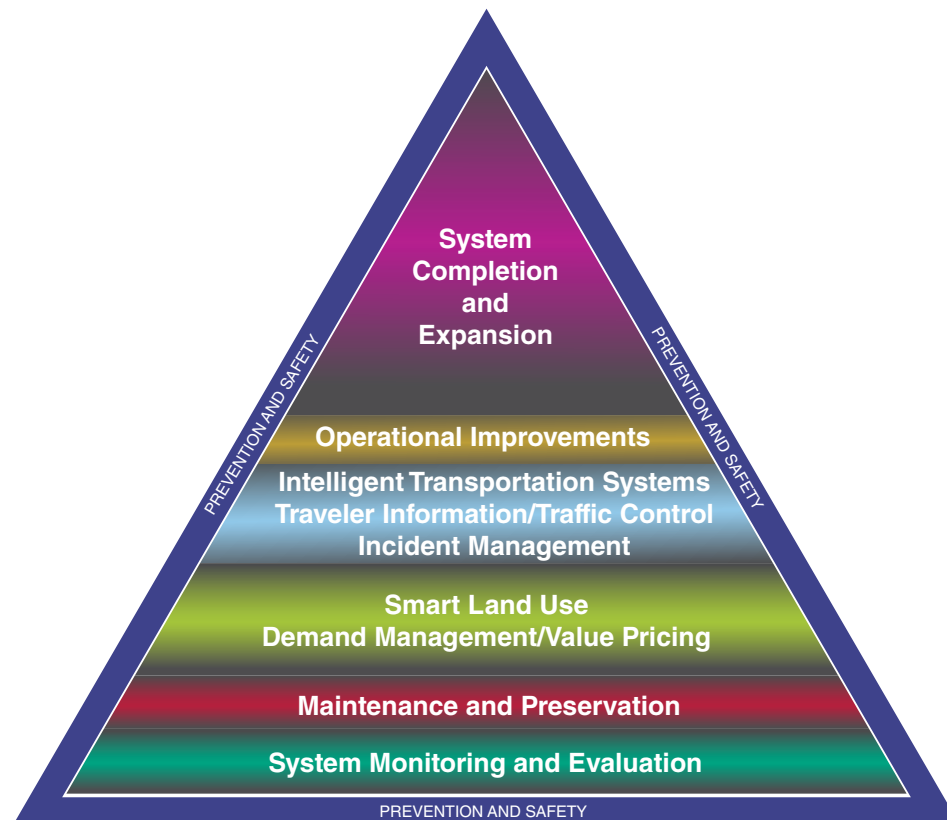 System
Completion
and
Expansion
PREVENTION AND SAFETY
PREVENTION AND SAFETY
Operational Improvements
Intelligent Transportation Systems
Traveler Information/Traffic Control
Incident Management
Smart Land Use
Demand Management/Value Pricing
Maintenance and Preservation
System Monitoring and Evaluation
PREVENTION AND SAFETY